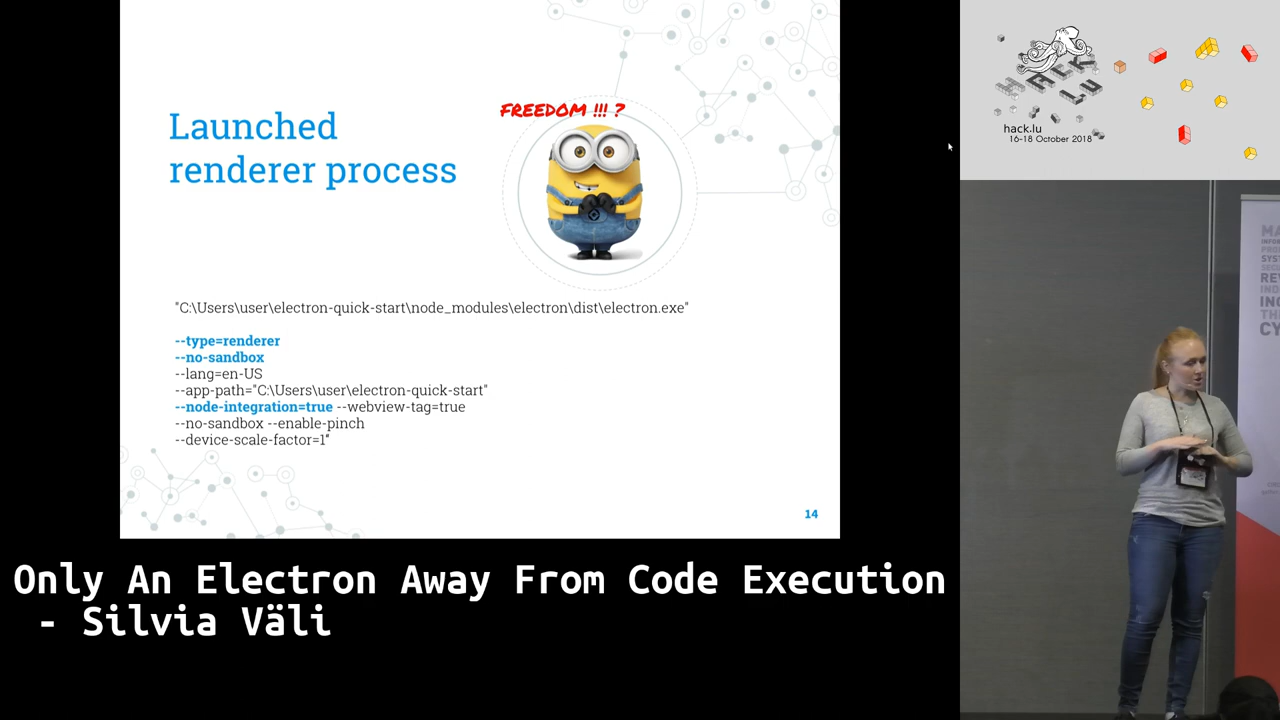 Launched
renderer process
FREEDOM !!! ?
"C:\Users\user\electron-quick-start\node_modules\electron\dist\electron.exe"
--type=renderer
--no-sandbox
--lang=en-US
--app-path="C:\Users\user\electron-quick-start"
--node-integration=true --webview-tag=true
--no-sandbox --enable-pinch
--device-scale-factor=1"
14
Only An Electron Away From Code Execution
- Silvia Väli
HACK
LU
hack.lu
16-18 October 2018